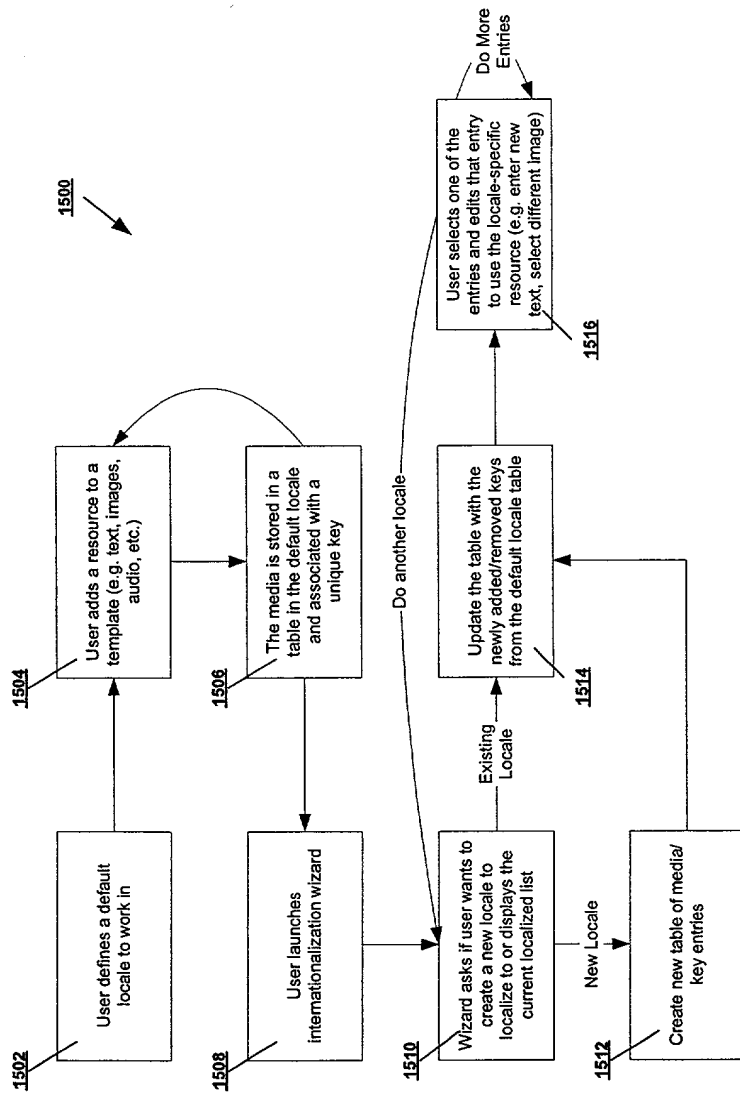 1500
1502
User defines a default
locale to work in
1504
User adds a resource to a
template (e.g. text, images,
audio, etc.)
1506
The media is stored in a
table in the default locale
and associated with a
unique key
1508
User launches
internationalization wizard
1510
Wizard asks if user wants to
create a new locale to
localize to or displays the
current localized list
New Locale
Existing
Locale
1512
Create new table of media/
key entries
1514
Update the table with the
newly added/removed keys
from the default locale table
1516
User selects one of the
entries and edits that entry
to use the locale-specific
resource (e.g. enter new
text, select different image)
Do More
Entries
Do another locale